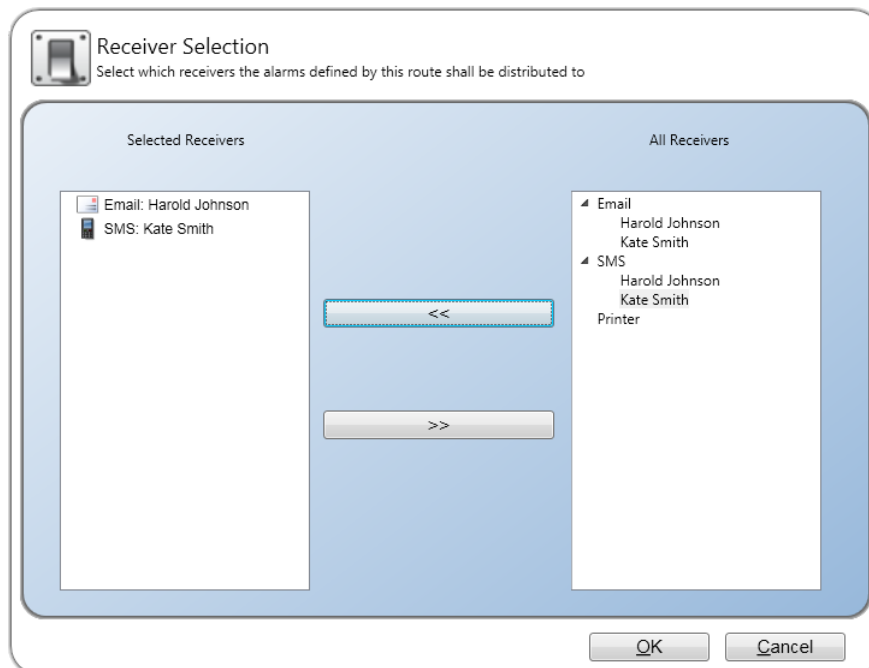 Receiver Selection
Select which receivers the alarms defined by this route shall be distributed to
Selected Receivers
Email: Harold Johnson
SMS: Kate Smith
<<
>>
All Receivers
Email
Harold Johnson
Kate Smith
SMS
Harold Johnson
Kate Smith
Printer
OK
Cancel